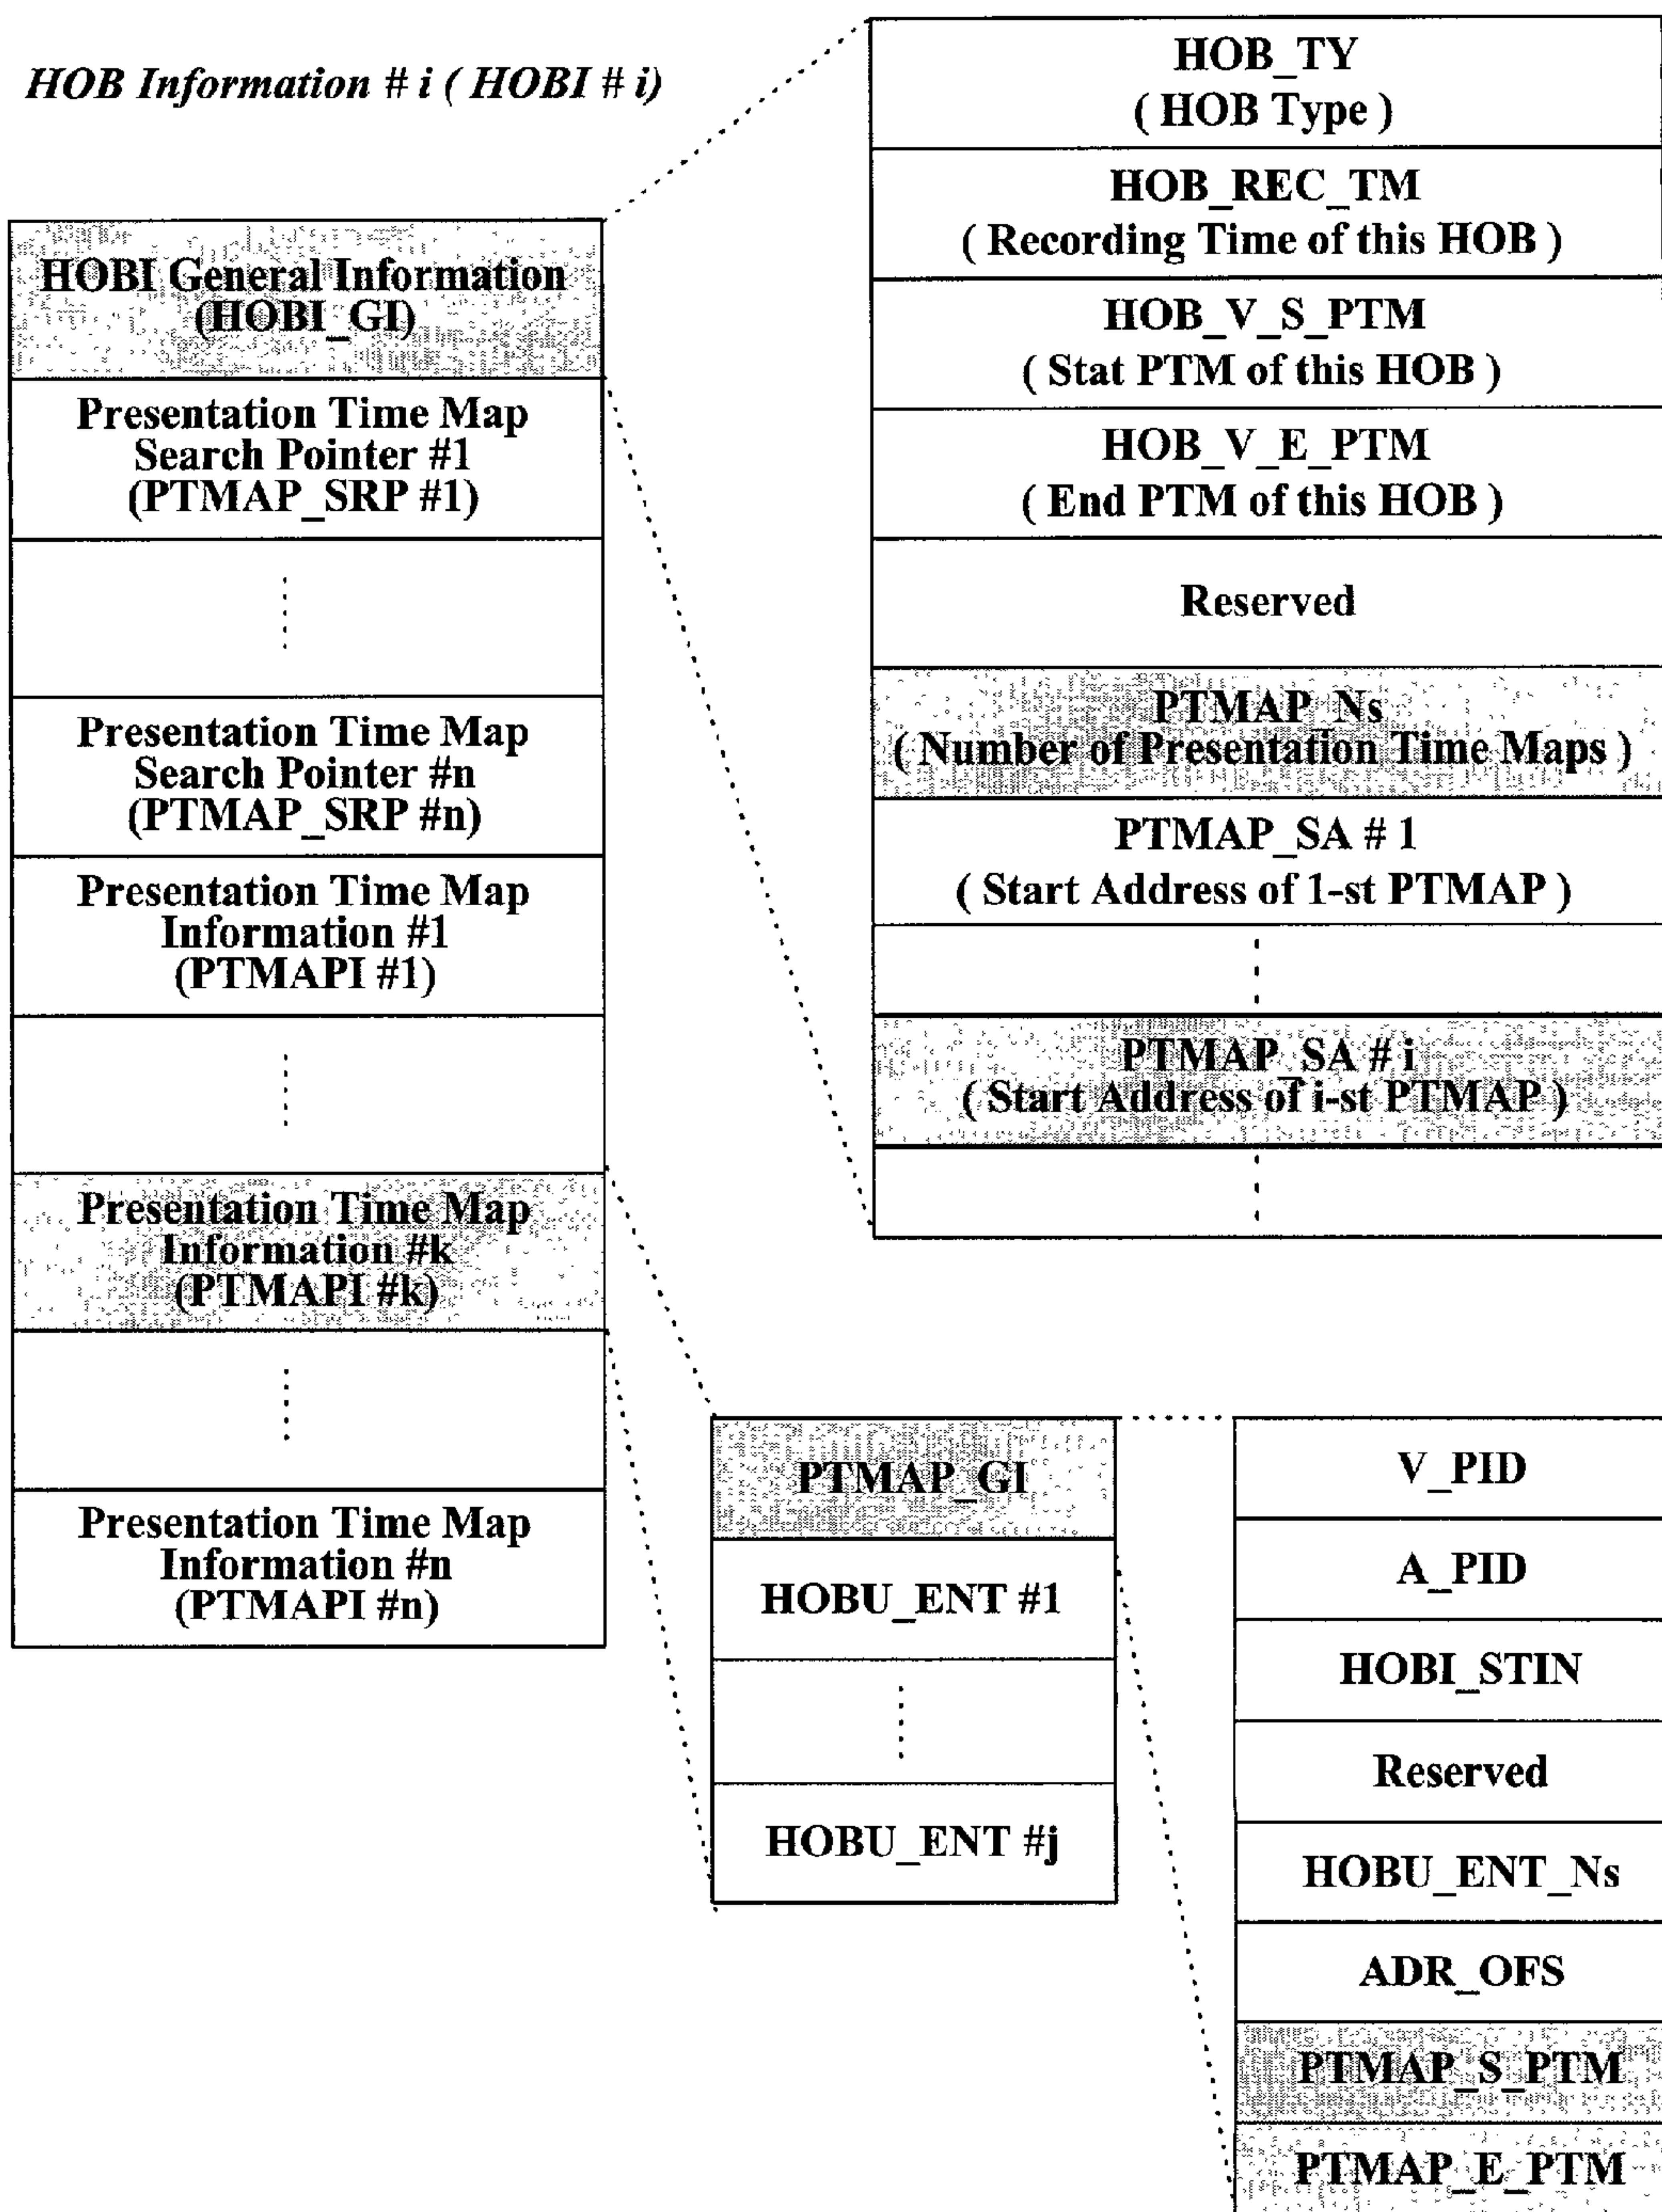 HOB Information # i ( HOBI # i)
HOBI General Information
(HOBI_GI)
Presentation Time Map
Search Pointer #1
(PTMAP_SRP #1)
Presentation Time Map
Search Pointer #n
(PTMAP_SRP #n)
Presentation Time Map
Information #1
(PTMAPI #1)
Presentation Time Map
Information #k
(PTMAPI #k)
Presentation Time Map
Information #n
(PTMAPI #n)
HOB_TY
( HOB Type )
HOB_REC_TM
( Recording Time of this HOB )
HOB_V_S_PTM
( Stat PTM of this HOB )
HOB_V_E_PTM
( End PTM of this HOB )
Reserved
PTMAP_Ns
( Number of Presentation Time Maps )
PTMAP_SA # 1
( Start Address of 1-st PTMAP )
PTMAP_SA # i
( Start Address of i-st PTMAP )
PTMAP_GI
HOBU_ENT #1
HOBU_ENT #j
V_PID
A_PID
HOBI_STIN
Reserved
HOBU_ENT_Ns
ADR_OFS
PTMAP_S_PTM
PTMAP_E_PTM